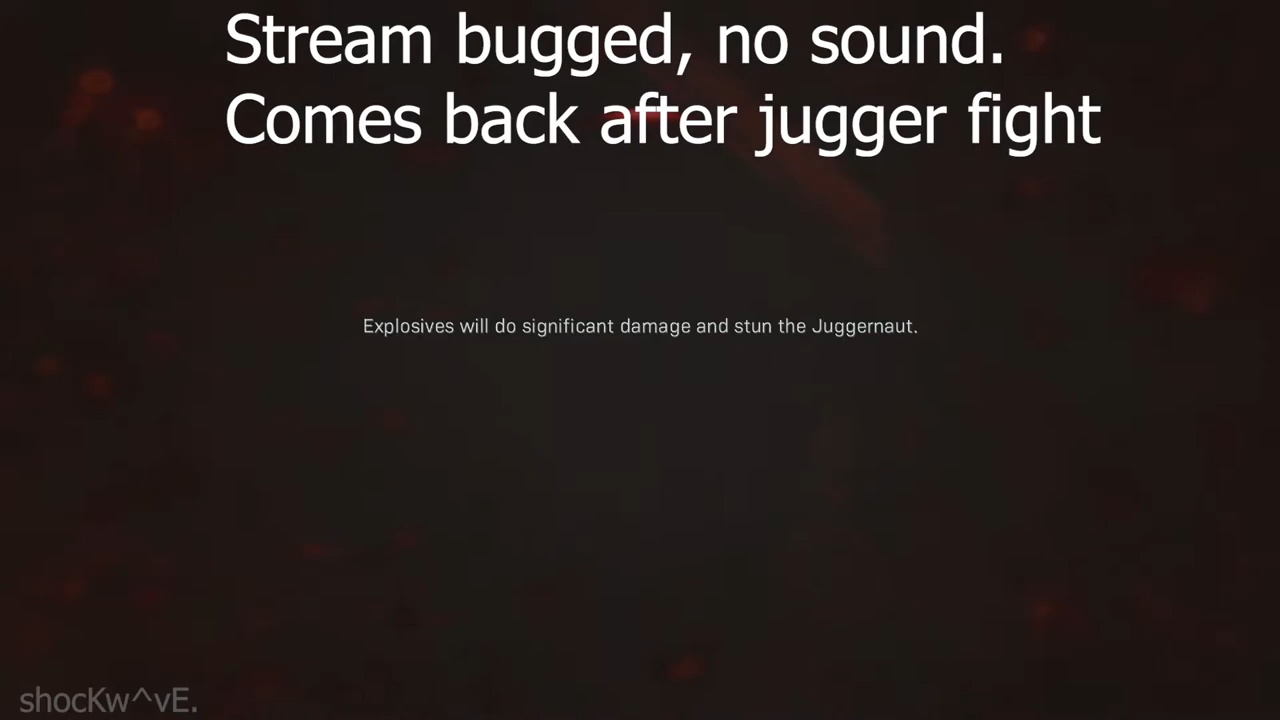 Stream bugged, no sound.
Comes back after jugger fight
Explosives will do significant damage and stun the Juggernaut.
shocKw^vE.